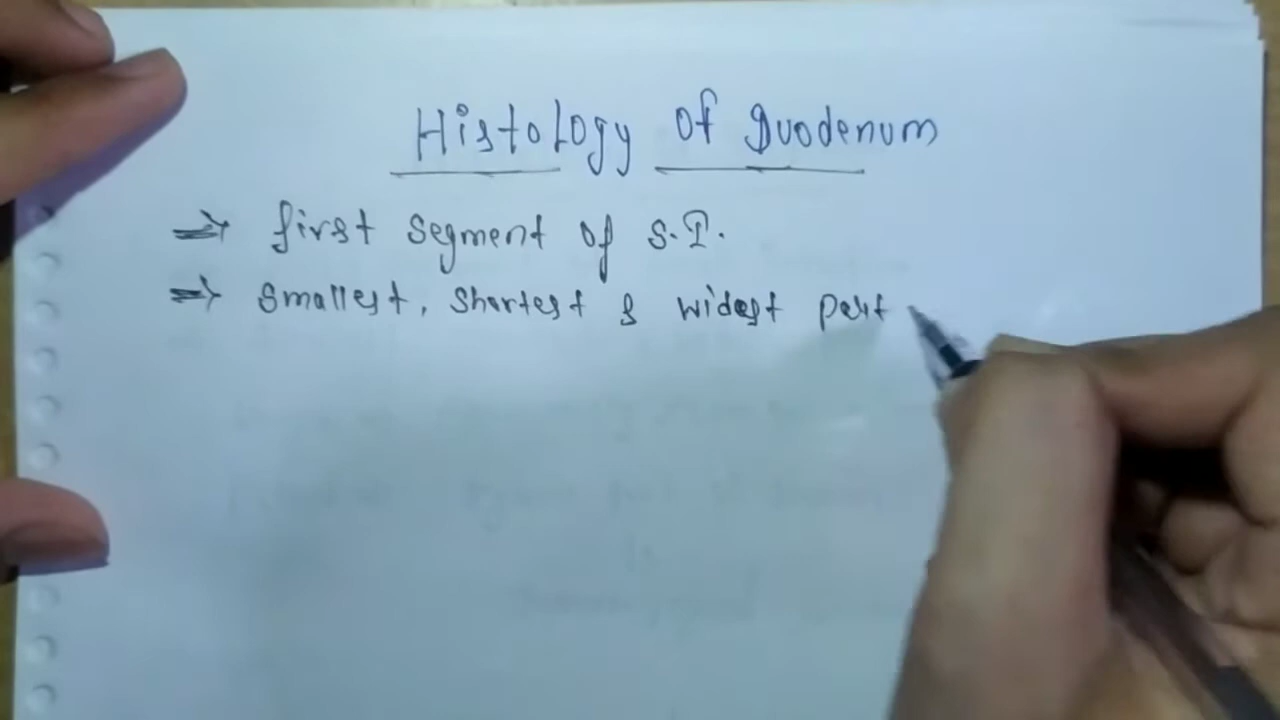 Histology of Duodenum
⇒ first segment of S.I.
⇒ Smallest, Shortest & widest part